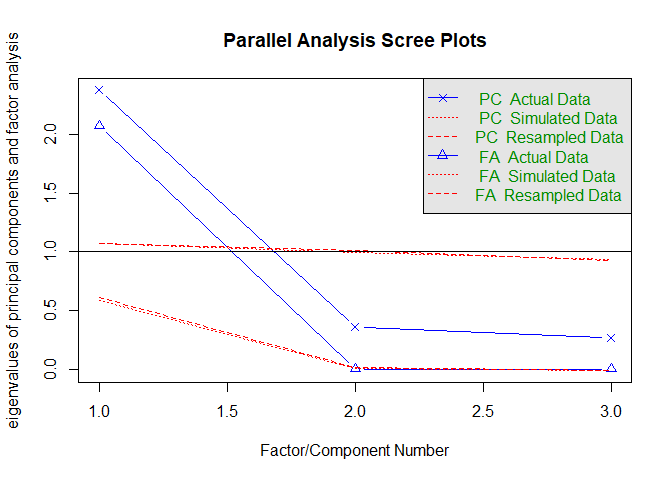 Parallel Analysis Scree Plots
eigenvalues of principal components and factor analysis
0.0
0.5
1.0
1.5
2.0
PC Actual Data
PC Simulated Data
PC Resampled Data
FA Actual Data
FA Simulated Data
FA Resampled Data
1.0 1.5 2.0 2.5 3.0
Factor/Component Number